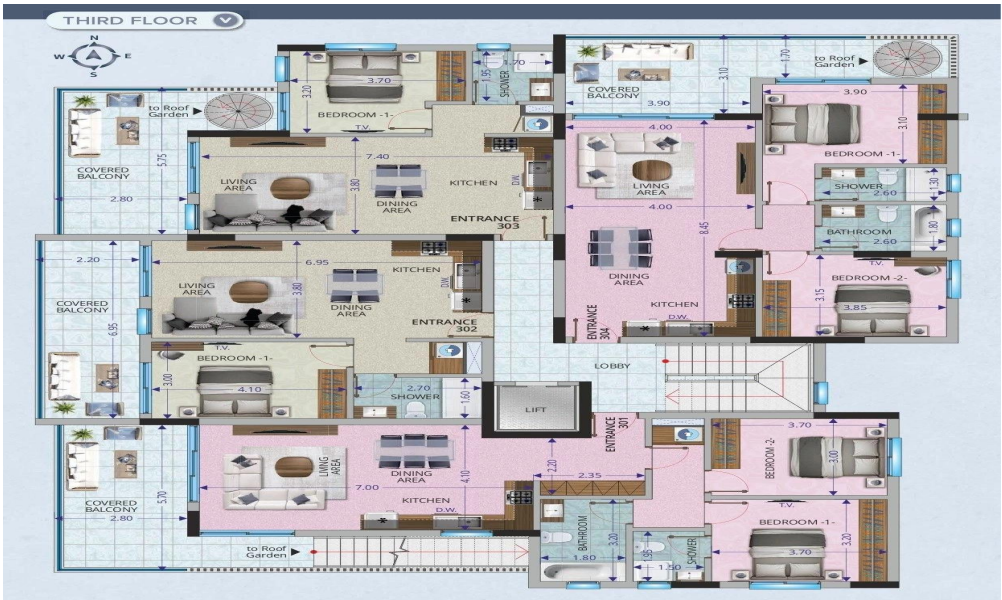 THIRD FLOOR
N
W E
S
to Roof
Garden
COVERED
BALCONY
5.75
2.80
3.20
3.70
BEDROOM -1-
T.V.
1.95
1.70
SHOWER
7.40
3.80
LIVING
AREA
DINING
AREA
KITCHEN
D.W.
ENTRANCE
303
COVERED
BALCONY
3.90
3.10
1.70
to Roof
Garden
4.00
LIVING
AREA
4.00
8.45
DINING
AREA
KITCHEN
D.W.
ENTRANCE
304
3.90
3.10
BEDROOM -1-
SHOWER
2.60
1.30
BATHROOM
2.60
1.80
T.V.
BEDROOM -2-
3.15
3.85
2.20
COVERED
BALCONY
6.95
6.95
3.80
LIVING
AREA
DINING
AREA
KITCHEN
D.W.
ENTRANCE
302
T.V.
BEDROOM -1-
3.00
4.10
2.70
SHOWER
1.60
LIFT
LOBBY
ENTRANCE
301
COVERED
BALCONY
2.80
5.70
LIVING
AREA
7.00
DINING
AREA
4.10
KITCHEN
D.W.
2.20
2.35
to Roof
Garden
BATHROOM
3.20
1.80
1.95
SHOWER
1.50
3.70
BEDROOM -2-
3.00
T.V.
BEDROOM -1-
3.70
3.20